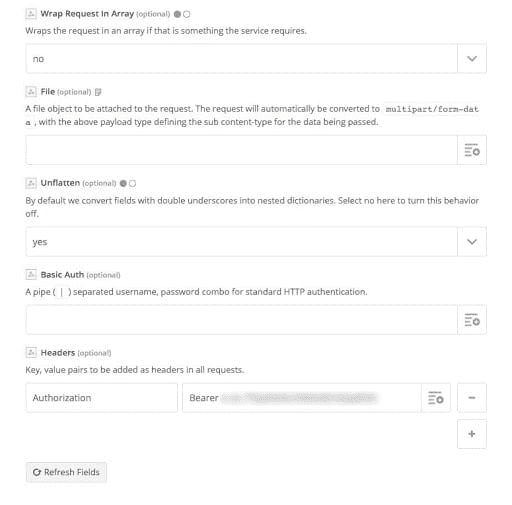 Wrap Request In Array (optional)
Wraps the request in an array if that is something the service requires.
no
File (optional)
A file object to be attached to the request. The request will automatically be converted to multipart/form-dat
a , with the above payload type defining the sub content-type for the data being passed.
Unflatten (optional)
By default we convert fields with double underscores into nested dictionaries. Select no here to turn this behavior
off.
yes
Basic Auth (optional)
A pipe ( | ) separated username, password combo for standard HTTP authentication.
Headers (optional)
Key, value pairs to be added as headers in all requests.
Authorization
Bearer
Refresh Fields